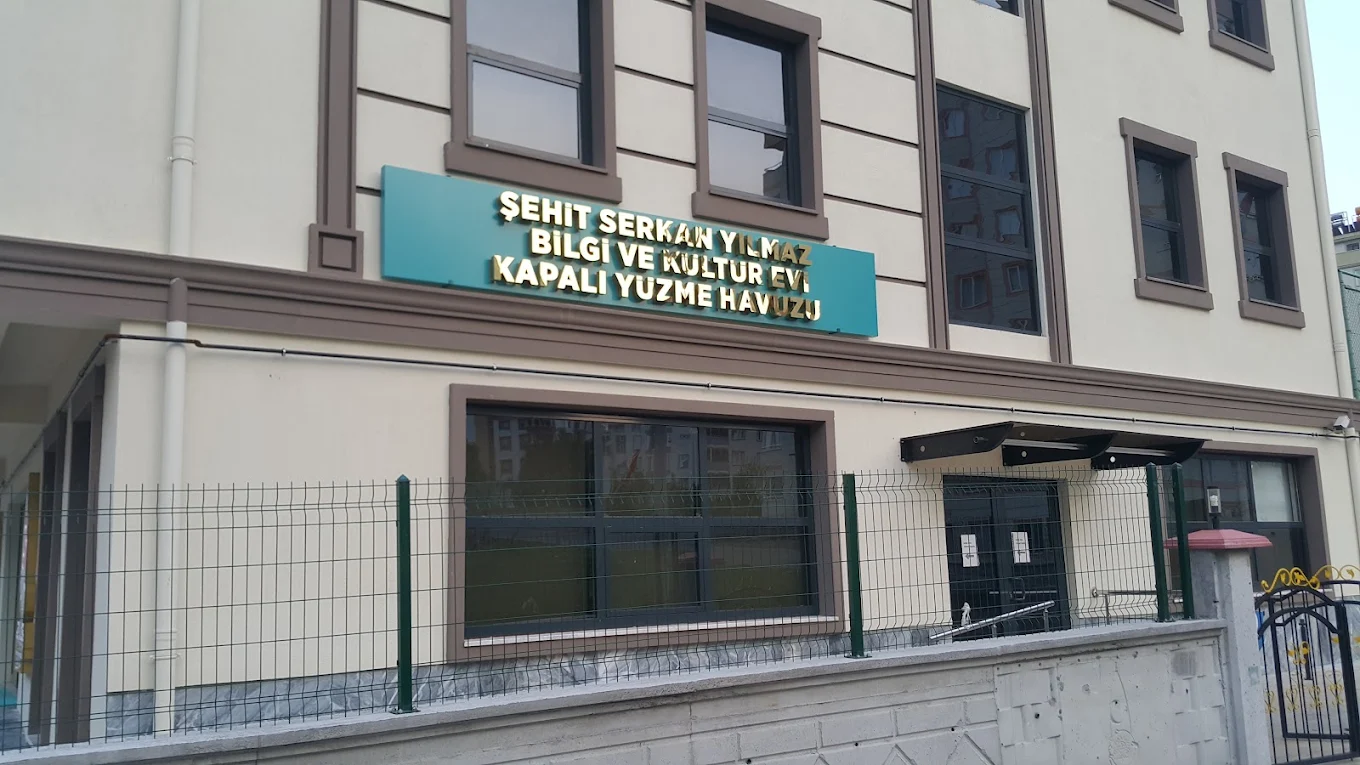 ŞEHİT SERKAN YILMAZ
BİLGİ VE KÜLTÜR EVİ
KAPALI YÜZME HAVUZU